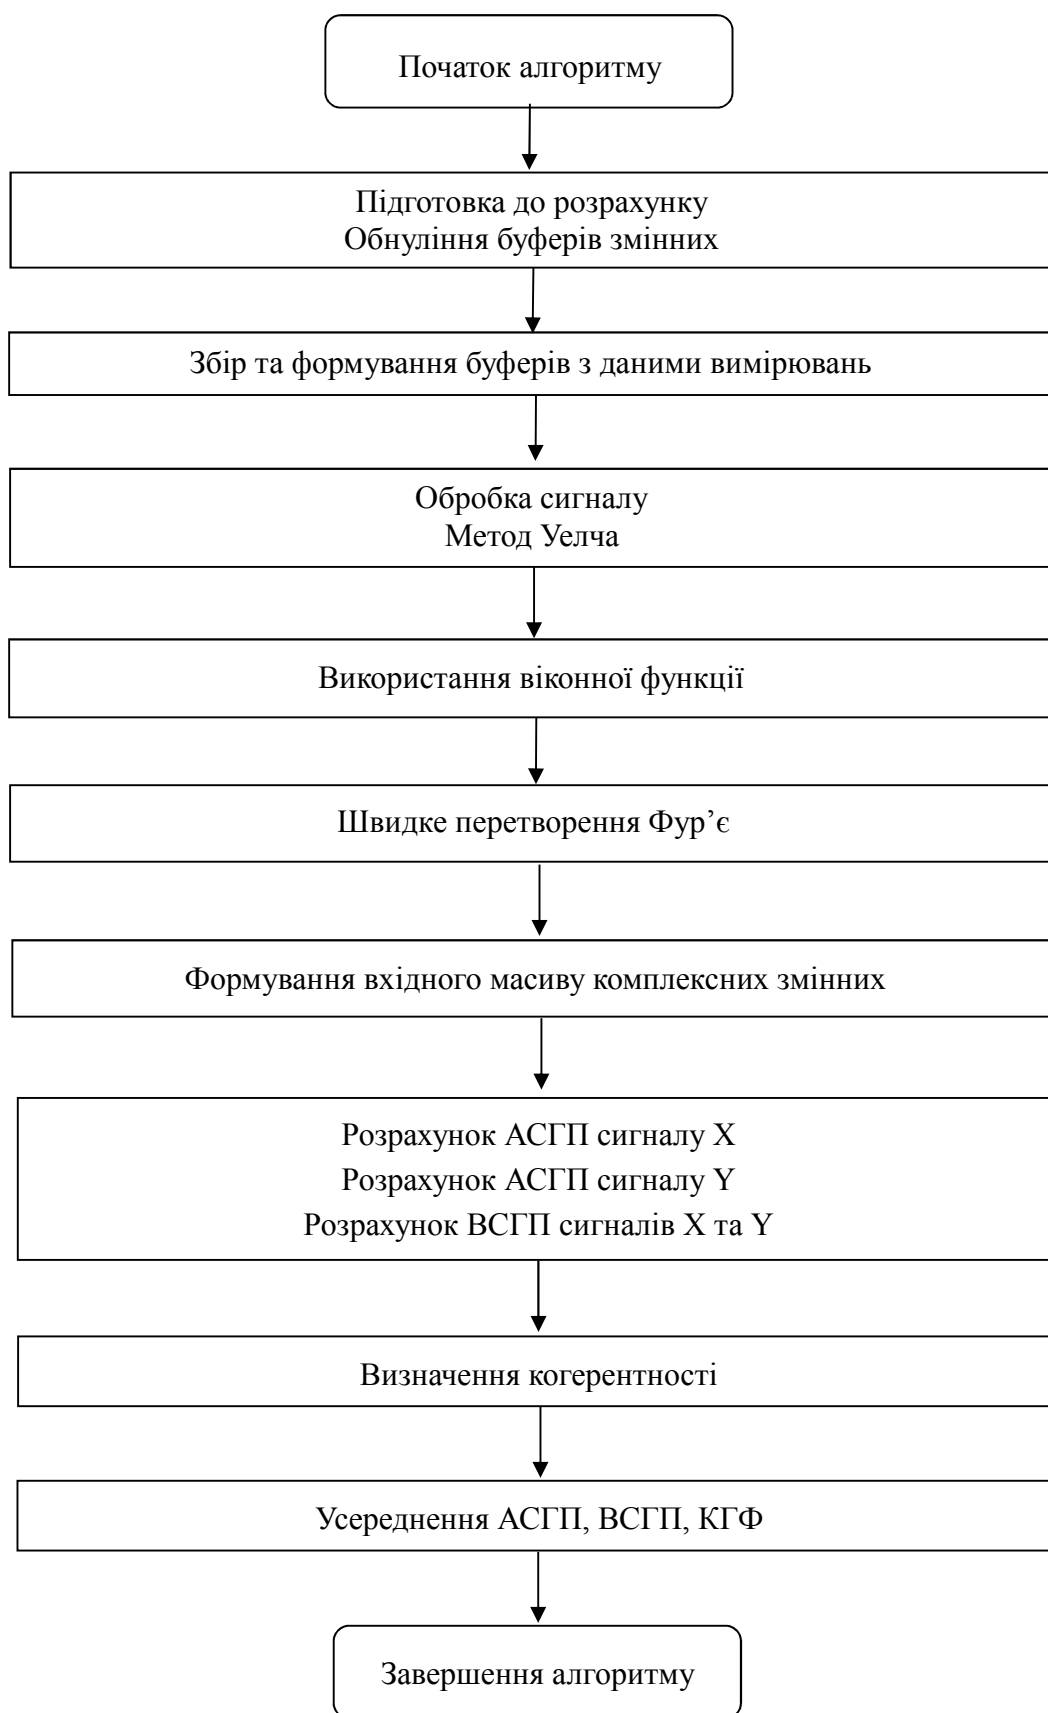 Початок алгоритму
Підготовка до розрахунку
Обнуління буферів змінних
Збір та формування буферів з даними вимірювань
Обробка сигналу
Метод Уелча
Використання віконної функції
Швидке перетворення Фур’є
Формування вхідного масиву комплексних змінних
Розрахунок АСГП сигналу X
Розрахунок АСГП сигналу Y
Розрахунок ВСГП сигналів X та Y
Визначення когерентності
Усереднення АСГП, ВСГП, КГФ
Завершення алгоритму